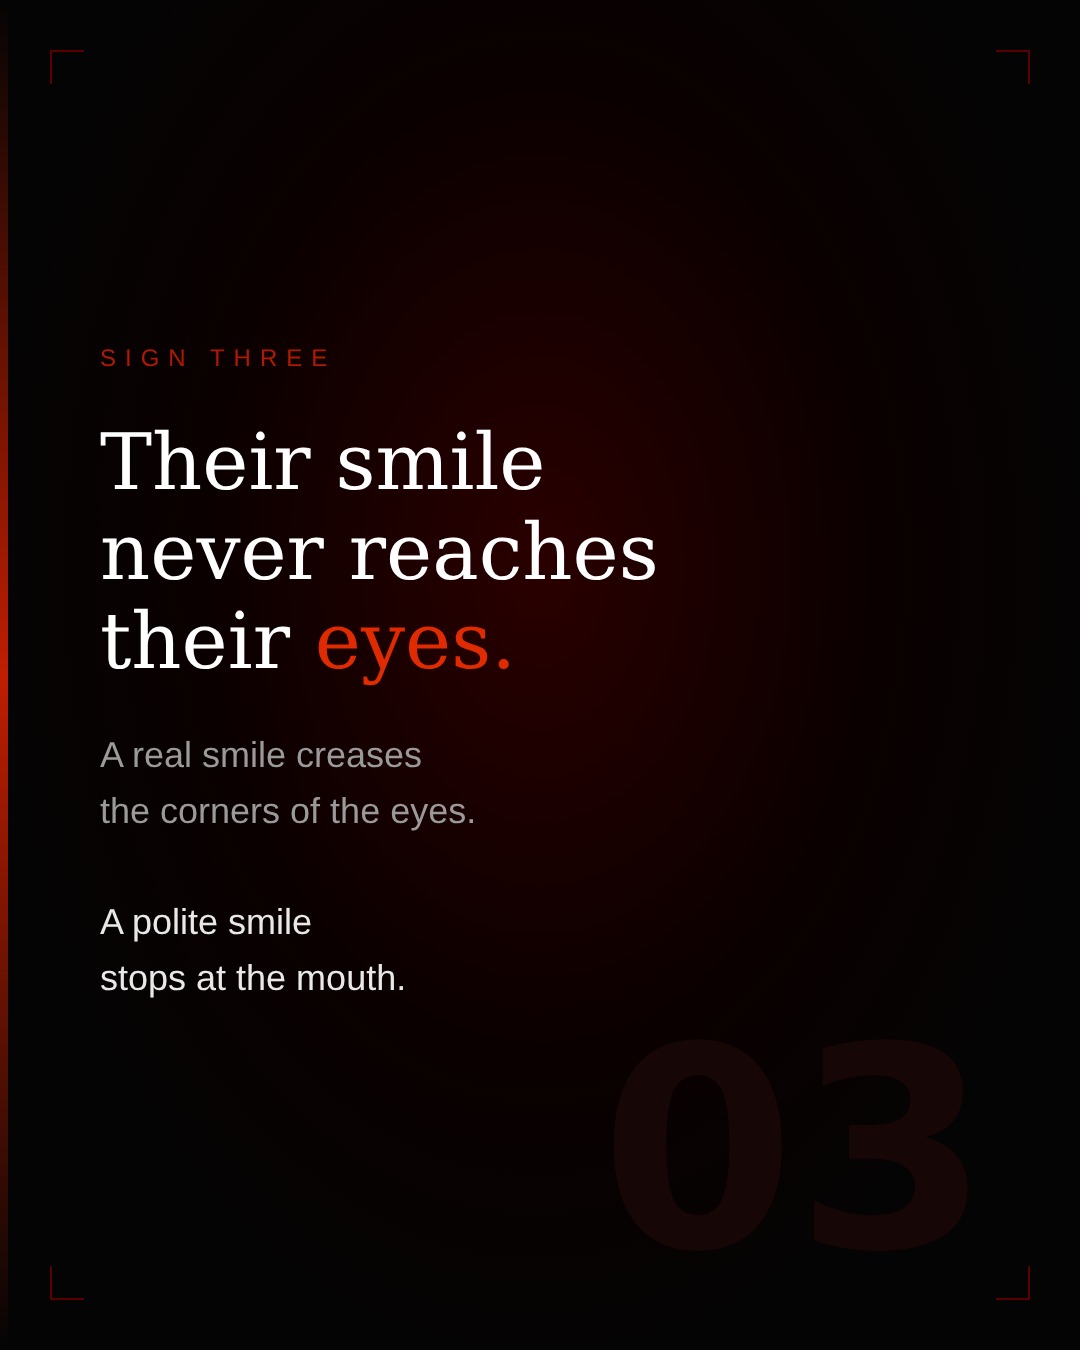 SIGN THREE
Their smile
never reaches
their eyes.
A real smile creases
the corners of the eyes.
A polite smile
stops at the mouth.
03